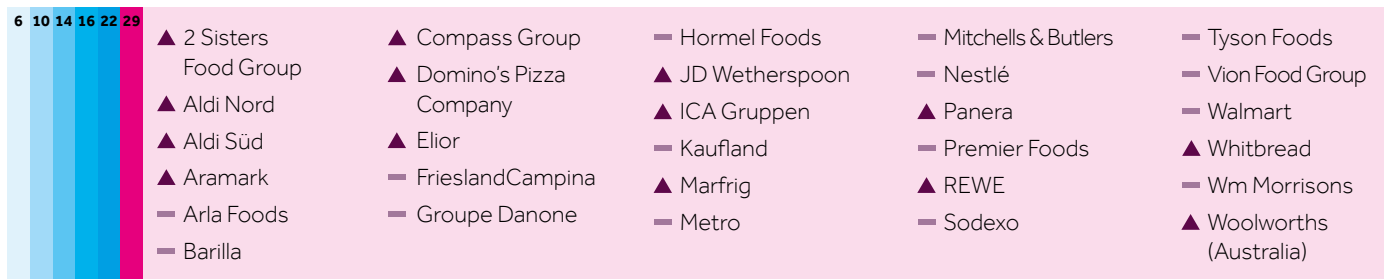 6 10 14 16 22 29
2 Sisters
Food Group
Aldi Nord
Aldi Süd
Aramark
Arla Foods
Barilla
Compass Group
Domino's Pizza
Company
Elior
FrieslandCampina
Groupe Danone
Hormel Foods
JD Wetherspoon
ICA Gruppen
Kaufland
Marfrig
Metro
Mitchells & Butlers
Nestlé
Panera
Premier Foods
REWE
Sodexo
Tyson Foods
Vion Food Group
Walmart
Whitbread
Wm Morrisons
Woolworths
(Australia)